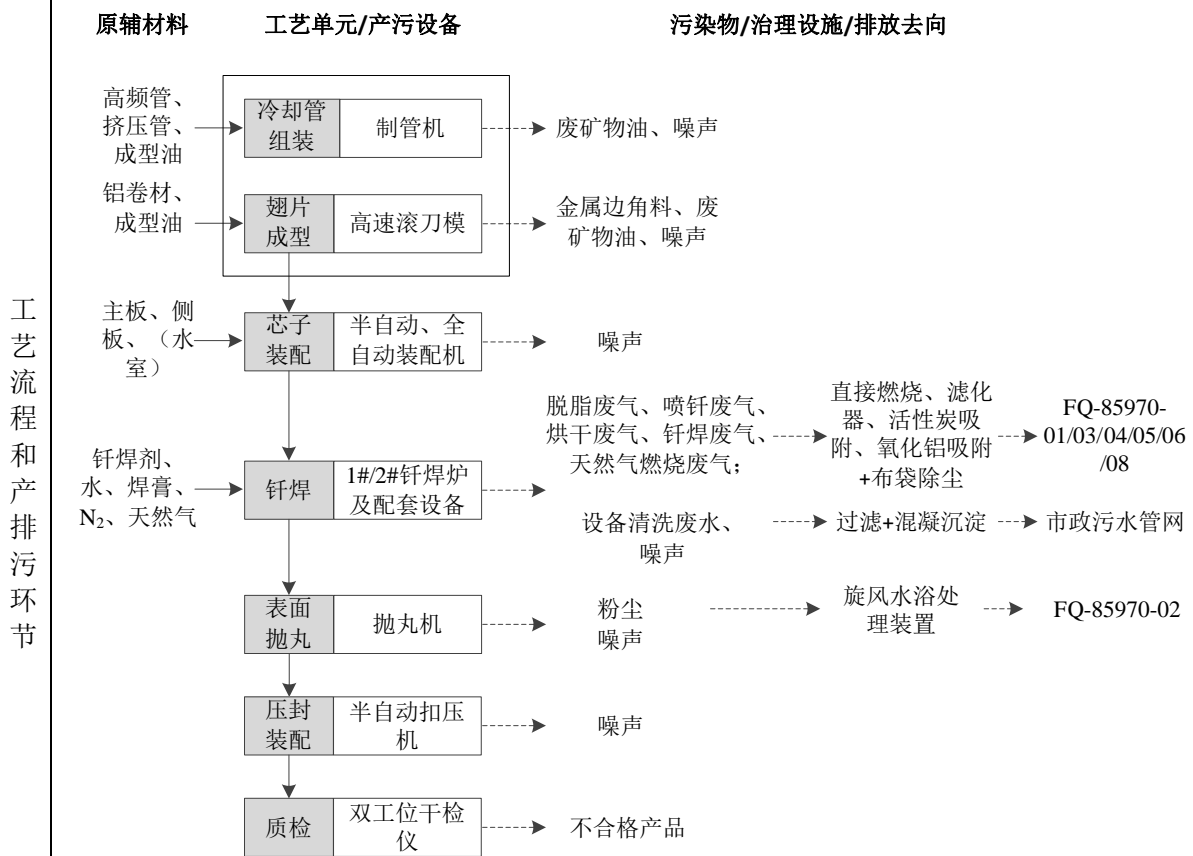 原辅材料
工艺单元/产污设备
污染物/治理设施/排放去向
工
艺
流
程
和
产
排
污
环
节
高频管、
挤压管、
成型油
冷却管
组装
制管机
废矿物油、噪声
铝卷材、
成型油
翅片
成型
高速滚刀模
金属边角料、废
矿物油、噪声
主板、侧
板、（水
室）
芯子
装配
半自动、全
自动装配机
噪声
钎焊剂、
水、焊膏、
N₂、天然气
钎焊
1#/2#钎焊炉
及配套设备
脱脂废气、喷钎废气、
烘干废气、钎焊废气、
天然气燃烧废气；
直接燃烧、滤化
器、活性炭吸
附、氧化铝吸附
+布袋除尘
FQ-85970-
01/03/04/05/06
/08
设备清洗废水、
噪声
过滤+混凝沉淀
市政污水管网
表面
抛丸
抛丸机
粉尘
噪声
旋风水浴处
理装置
FQ-85970-02
压封
装配
半自动扣压
机
噪声
质检
双工位干检
仪
不合格产品